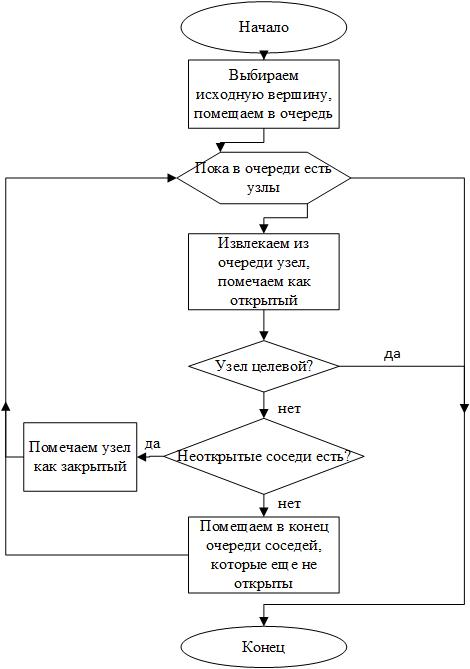 Начало
Выбираем
исходную вершину,
помещаем в очередь
Пока в очереди есть
узлы
Извлекаем из
очереди узел,
помечаем как
открытый
Узел целевой?
да
нет
Неоткрытые соседи есть?
да
Помечаем узел
как закрытый
нет
Помещаем в конец
очереди соседей,
которые еще не
открыты
Конец